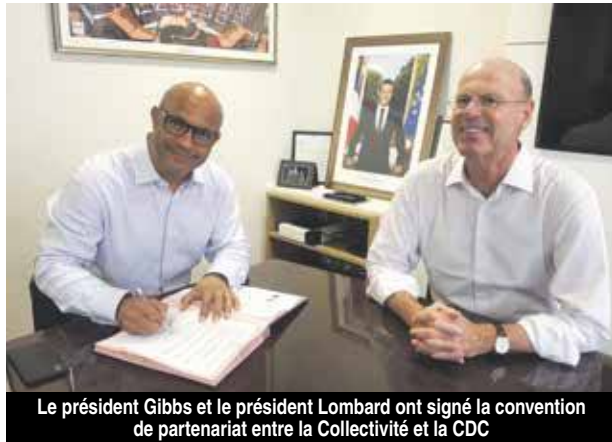 Le président Gibbs et le président Lombard ont signé la convention
de partenariat entre la Collectivité et la CDC